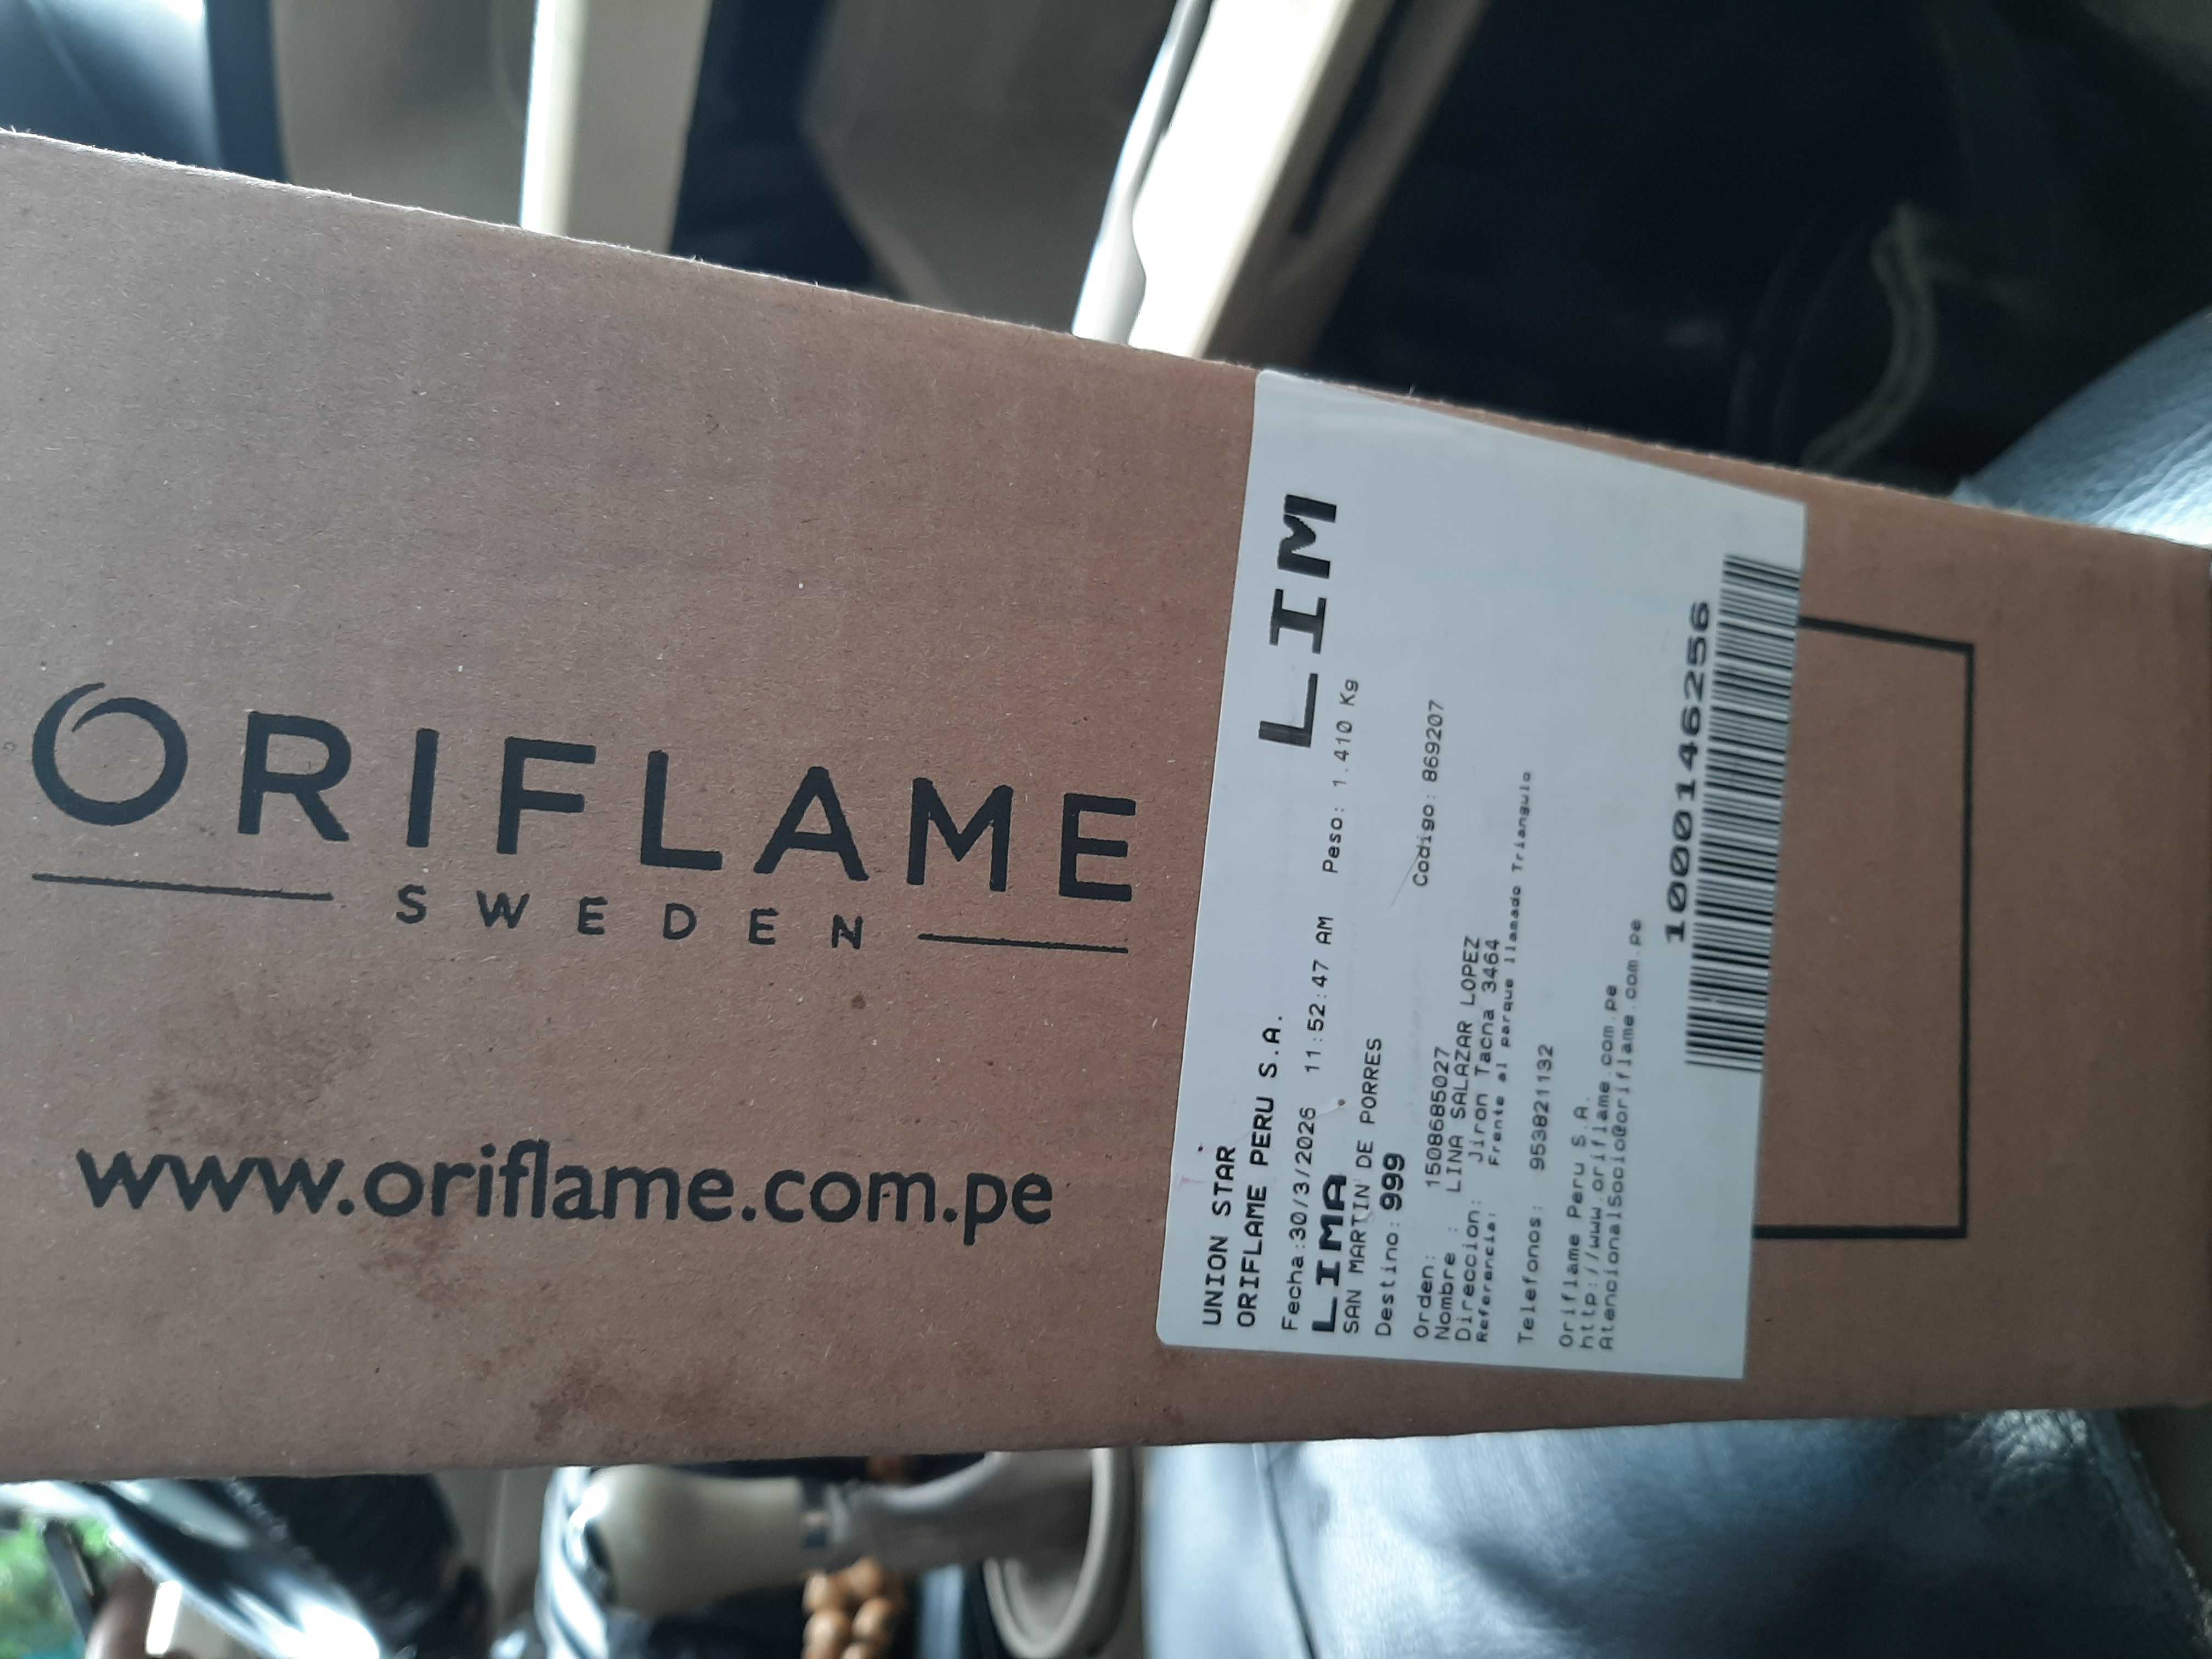 ORIFLAME
SWEDEN
www.oriflame.com.pe
UNION STAR
ORIFLAME PERU S.A.
LIM
Fecha:30/3/2026 11:52:47 AM Peso: 1.410 Kg
LIMA
SAN MARTIN DE PORRES
Destino: 999
Orden: 1508685027 Codigo: 869207
Nombre : LINA SALAZAR LOPEZ
Direccion: Jiron Tacna 3464
Referencia: Frente al parque llamado Triangulo
Telefonos: 953821132
Oriflame Peru S.A.
http://www.oriflame.com.pe
AtencionalSocio@oriflame.com.pe
1000146256